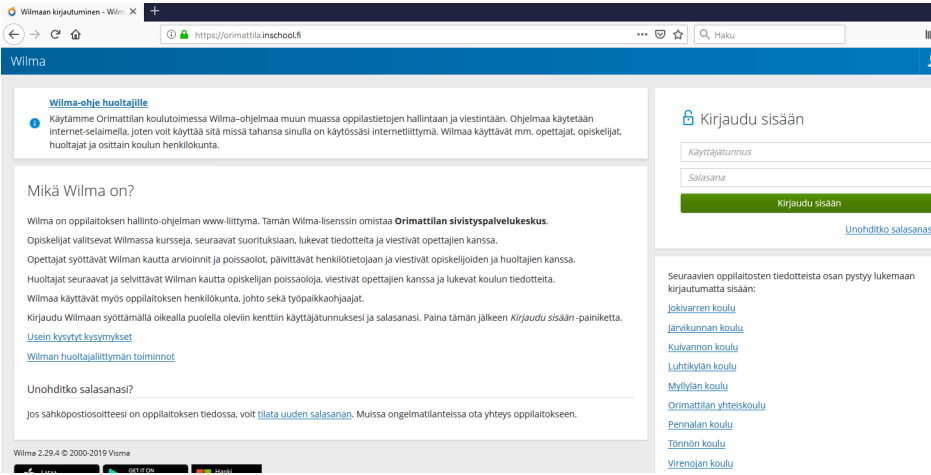 Wilmaan kirjautuminen - Wilm
https://orimattila.inschool.fi
Haku
Wilma
Wilma-ohje huoltajille
Käytämme Orimattilan koulutoimessa Wilma–ohjelmaa muun muassa oppilastietojen hallintaan ja viestintään. Ohjelmaa käytetään
internet-selaimella, joten voit käyttää sitä missä tahansa sinulla on käytössäsi internetliittymä. Wilmaa käyttävät mm. opettajat, opiskelijat,
huoltajat ja osittain koulun henkilökunta.
Mikä Wilma on?
Wilma on oppilaitoksen hallinto-ohjelman www-liittymä. Tämän Wilma-lisenssin omistaa Orimattilan sivistyspalvelukeskus.
Opiskelijat valitsevat Wilmassa kursseja, seuraavat suorituksiaan, lukevat tiedotteita ja viestivät opettajien kanssa.
Opettajat syöttävät Wilman kautta arvioinnit ja poissaolot, päivittävät henkilötietojaan ja viestivät opiskelijoiden ja huoltajien kanssa.
Huoltajat seuraavat ja selvittävät Wilman kautta opiskelijan poissaoloja, viestivät opettajien kanssa ja lukevat koulun tiedotteita.
Wilmaa käyttävät myös oppilaitoksen henkilökunta, johto sekä työpaikkaohjaajat.
Kirjaudu Wilmaan syöttämällä oikealla puolella oleviin kenttiin käyttäjätunnuksesi ja salasanasi. Paina tämän jälkeen Kirjaudu sisään -painiketta.
Usein kysytyt kysymykset
Wilman huoltajaliittymän toiminnot
Unohditko salasanasi?
Jos sähköpostiosoitteesi on oppilaitoksen tiedossa, voit tilata uuden salasanan. Muissa ongelmatilanteissa ota yhteys oppilaitokseen.
Wilma 2.29.4 © 2000-2019 Visma
Lataa
GET IT ON
Hanki
Kirjaudu sisään
Käyttäjätunnus
Salasana
Kirjaudu sisään
Unohditko salasanas
Seuraavien oppilaitosten tiedotteista osan pystyy lukemaan
kirjautumatta sisään:
Jokivarren koulu
Järvikunnan koulu
Kuivannon koulu
Luhtikylän koulu
Myllylän koulu
Orimattilan yhteiskoulu
Pennalan koulu
Tönnön koulu
Virenojan koulu